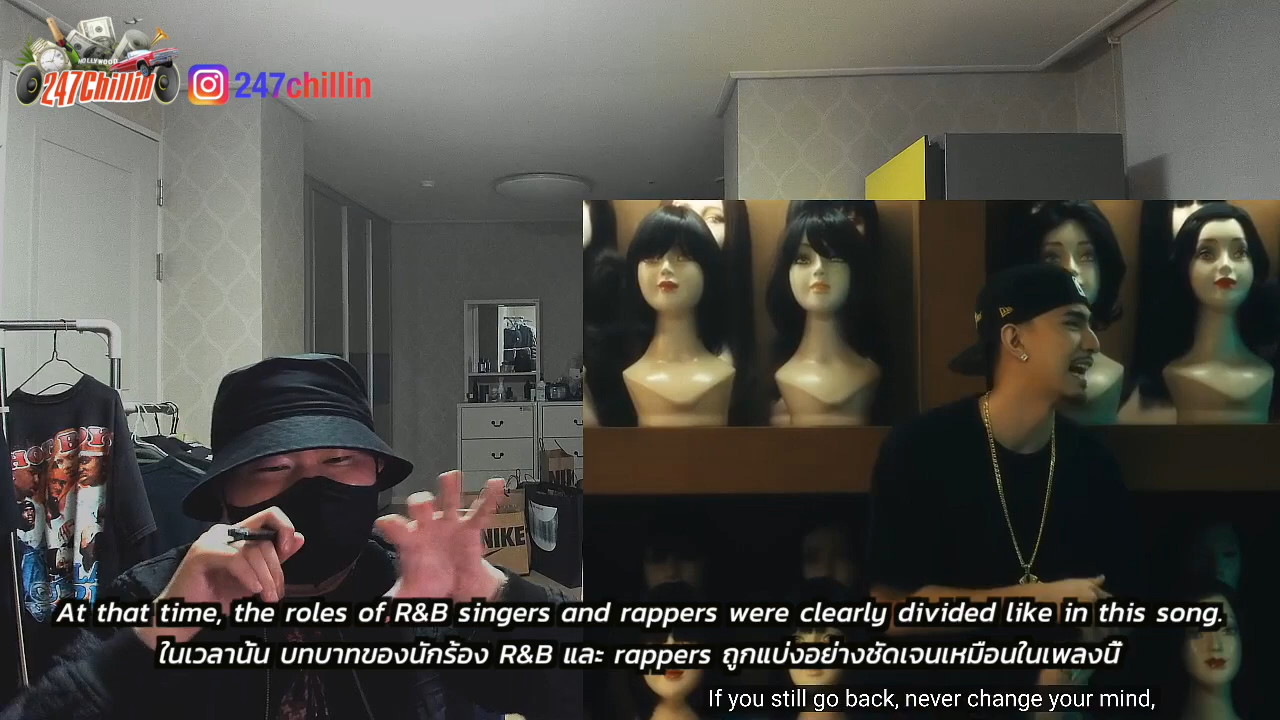 HOLLYWOOD
247Chillin
247chillin
HOT BOY
NIKE
At that time, the roles of R&B singers and rappers were clearly divided like in this song.
ในเวลานั้น บทบาทของนักร้อง R&B และ rappers ถูกแบ่งอย่างชัดเจนเหมือนในเพลงนี้
If you still go back, never change your mind,